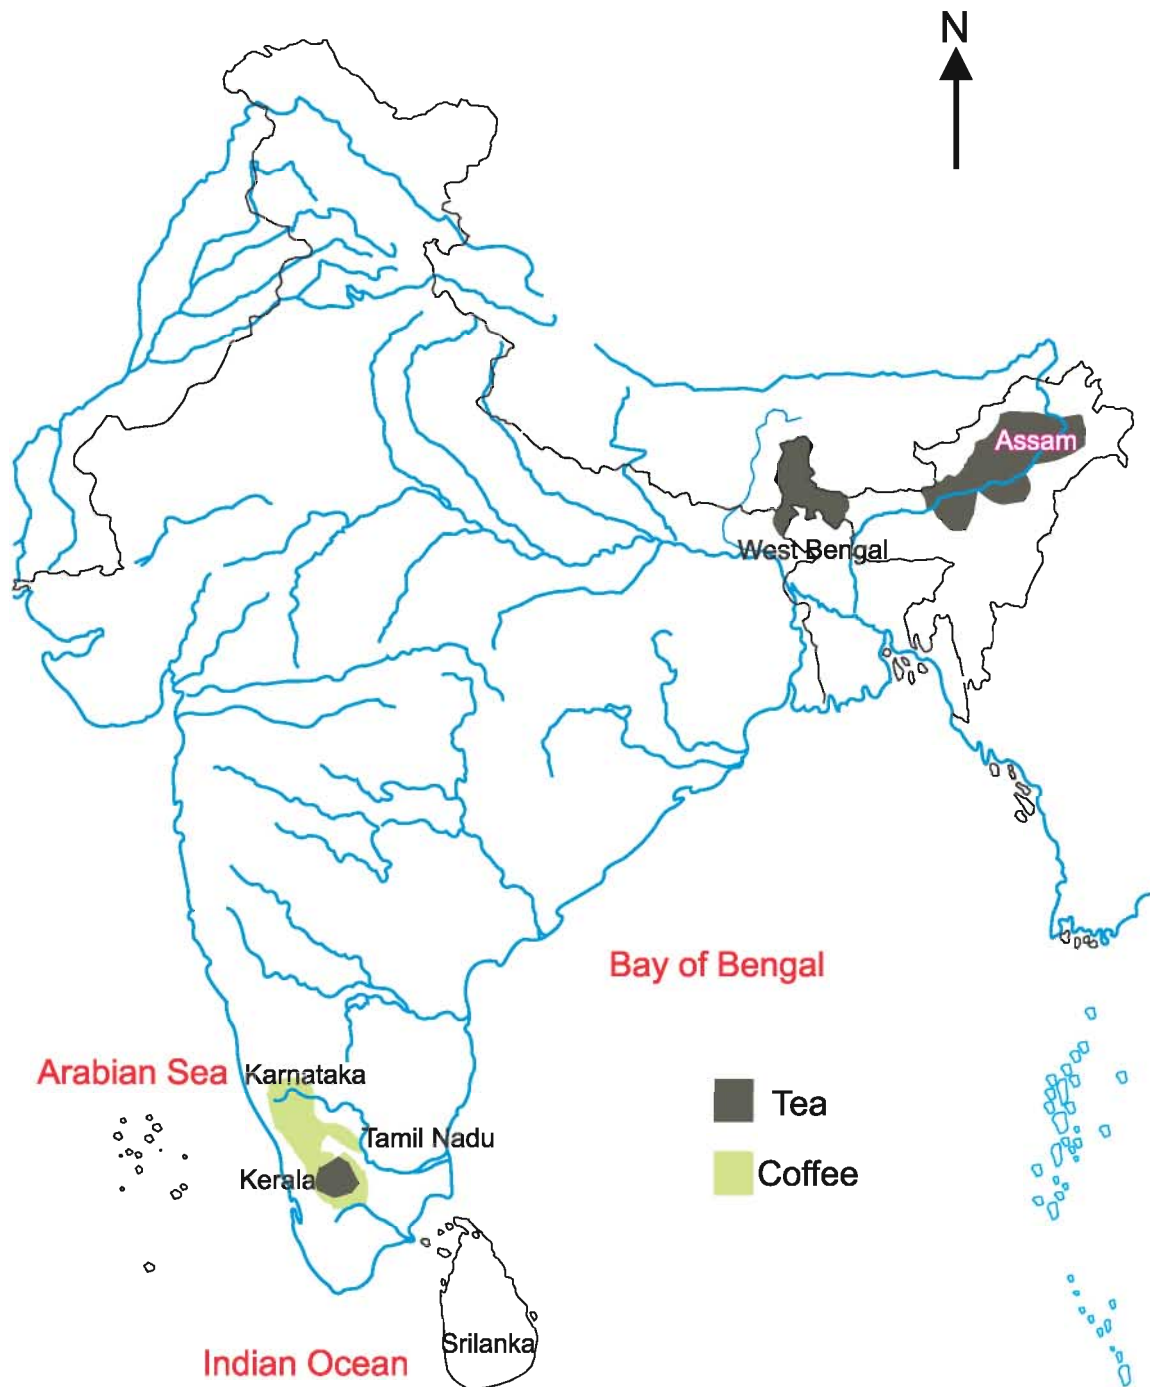 N
Assam
West Bengal
Bay of Bengal
Arabian Sea
Karnataka
Tea
Tamil Nadu
Coffee
Kerala
Srilanka
Indian Ocean